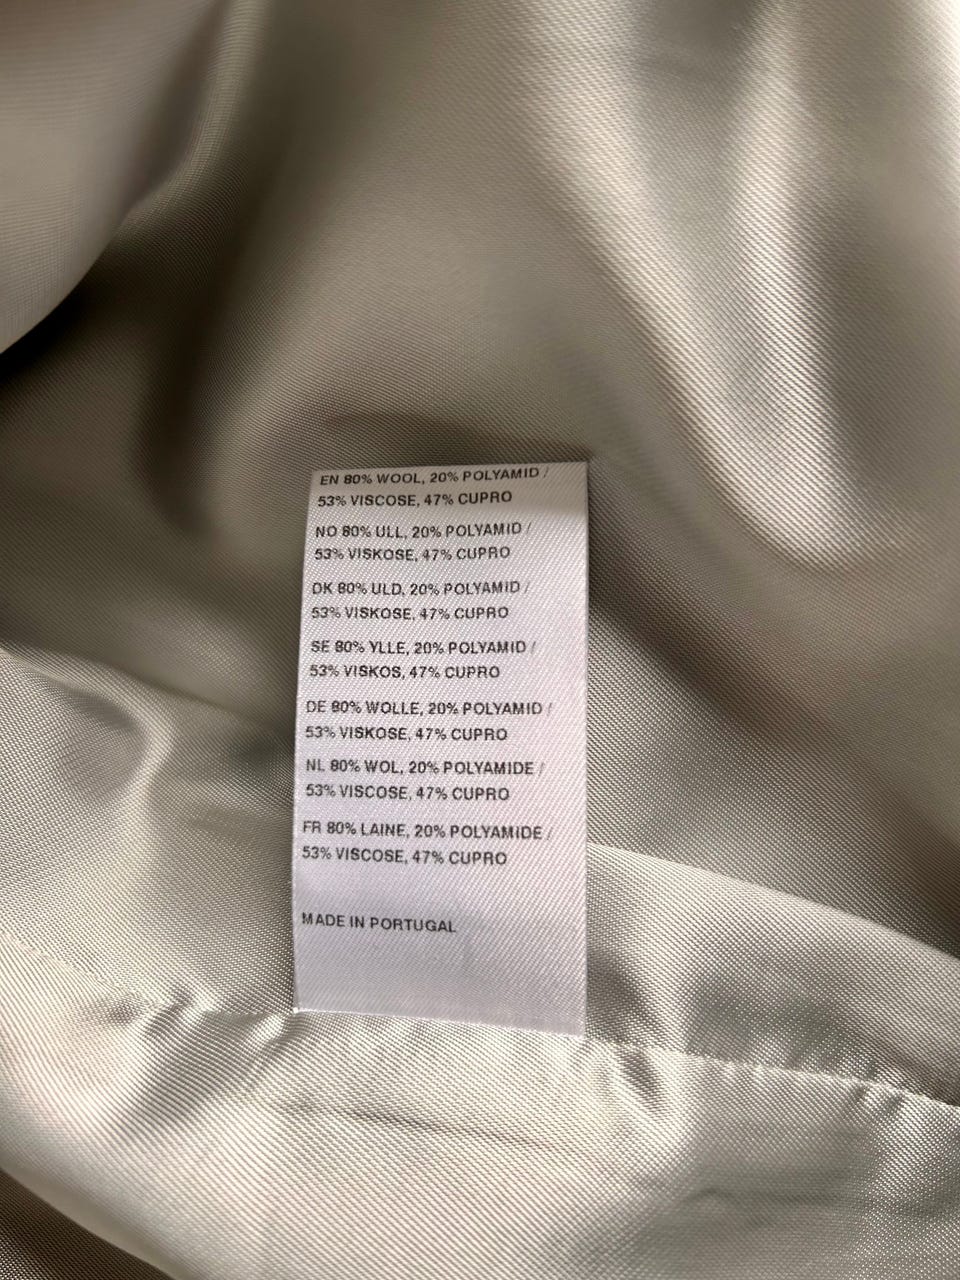 EN 80% WOOL, 20% POLYAMID /
53% VISCOSE, 47% CUPRO
NO 80% ULL, 20% POLYAMID /
53% VISKOSE, 47% CUPRO
DK 80% ULD, 20% POLYAMID /
53% VISKOSE, 47% CUPRO
SE 80% YLLE, 20% POLYAMID /
53% VISKOS, 47% CUPRO
DE 80% WOLLE, 20% POLYAMID /
53% VISKOSE, 47% CUPRO
NL 80% WOL, 20% POLYAMIDE /
53% VISCOSE, 47% CUPRO
FR 80% LAINE, 20% POLYAMIDE /
53% VISCOSE, 47% CUPRO
MADE IN PORTUGAL